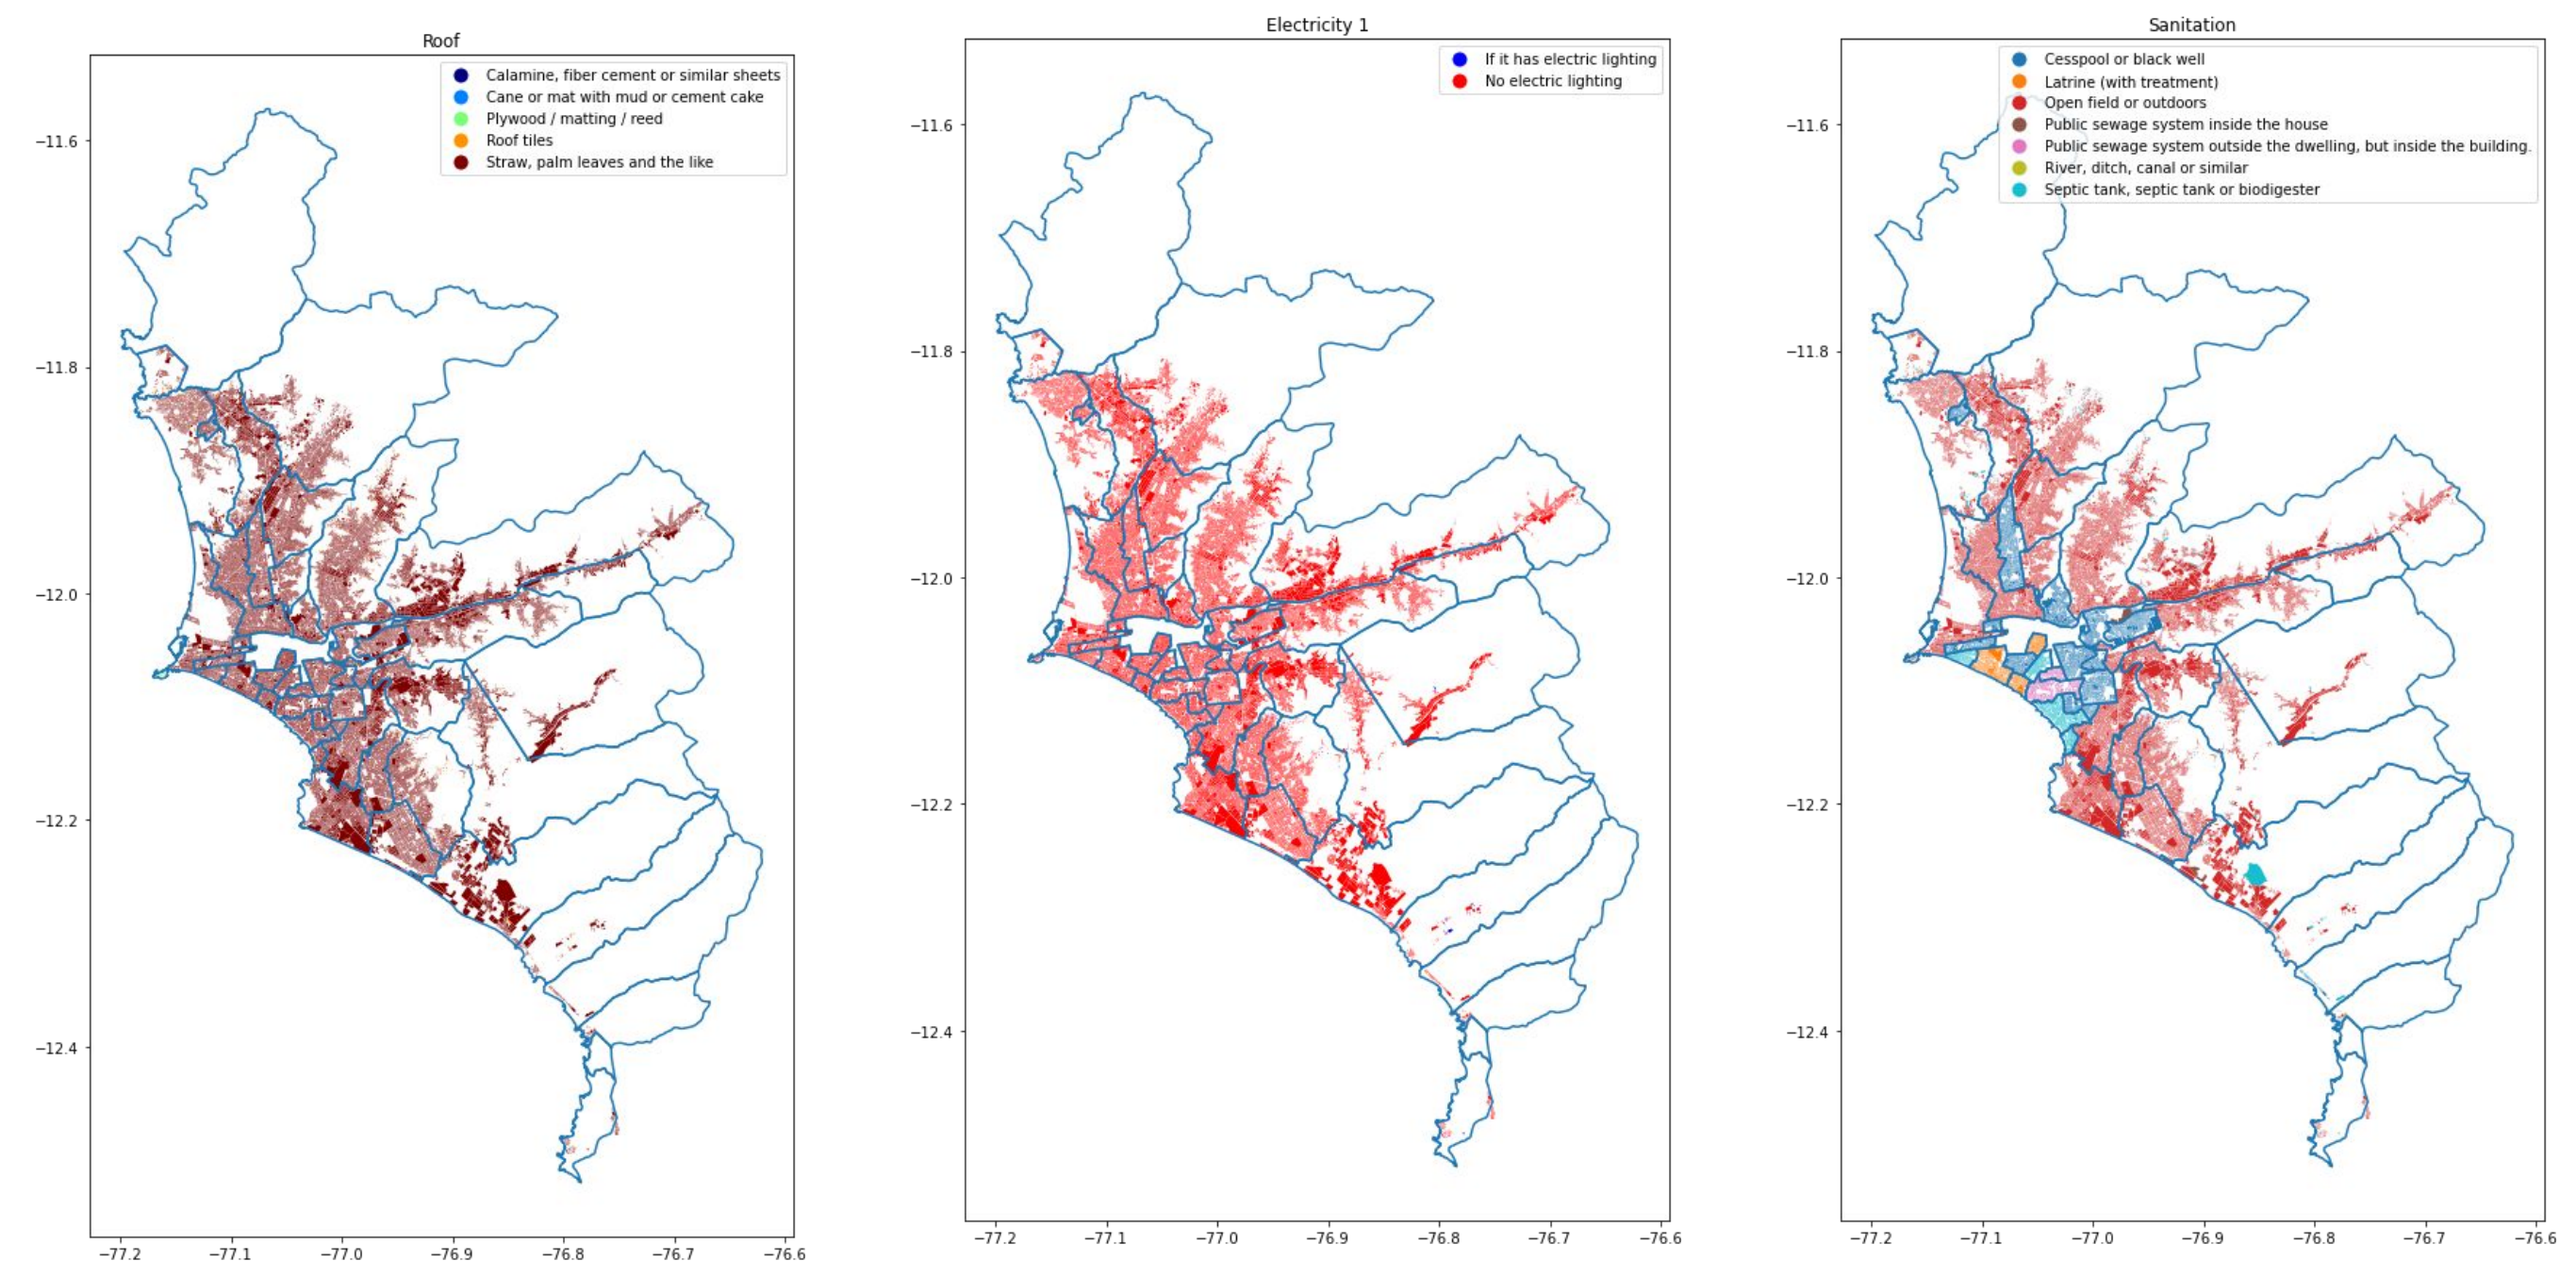 Roof
Calamine, fiber cement or similar sheets
Cane or mat with mud or cement cake
Plywood / matting / reed
Roof tiles
Straw, palm leaves and the like
−11.6
−11.8
−12.0
−12.2
−12.4
−77.2 −77.1 −77.0 −76.9 −76.8 −76.7 −76.6
Electricity 1
If it has electric lighting
No electric lighting
−11.6
−11.8
−12.0
−12.2
−12.4
−77.2 −77.1 −77.0 −76.9 −76.8 −76.7 −76.6
Sanitation
Cesspool or black well
Latrine (with treatment)
Open field or outdoors
Public sewage system inside the house
Public sewage system outside the dwelling, but inside the building.
River, ditch, canal or similar
Septic tank, septic tank or biodigester
−11.6
−11.8
−12.0
−12.2
−12.4
−77.2 −77.1 −77.0 −76.9 −76.8 −76.7 −76.6